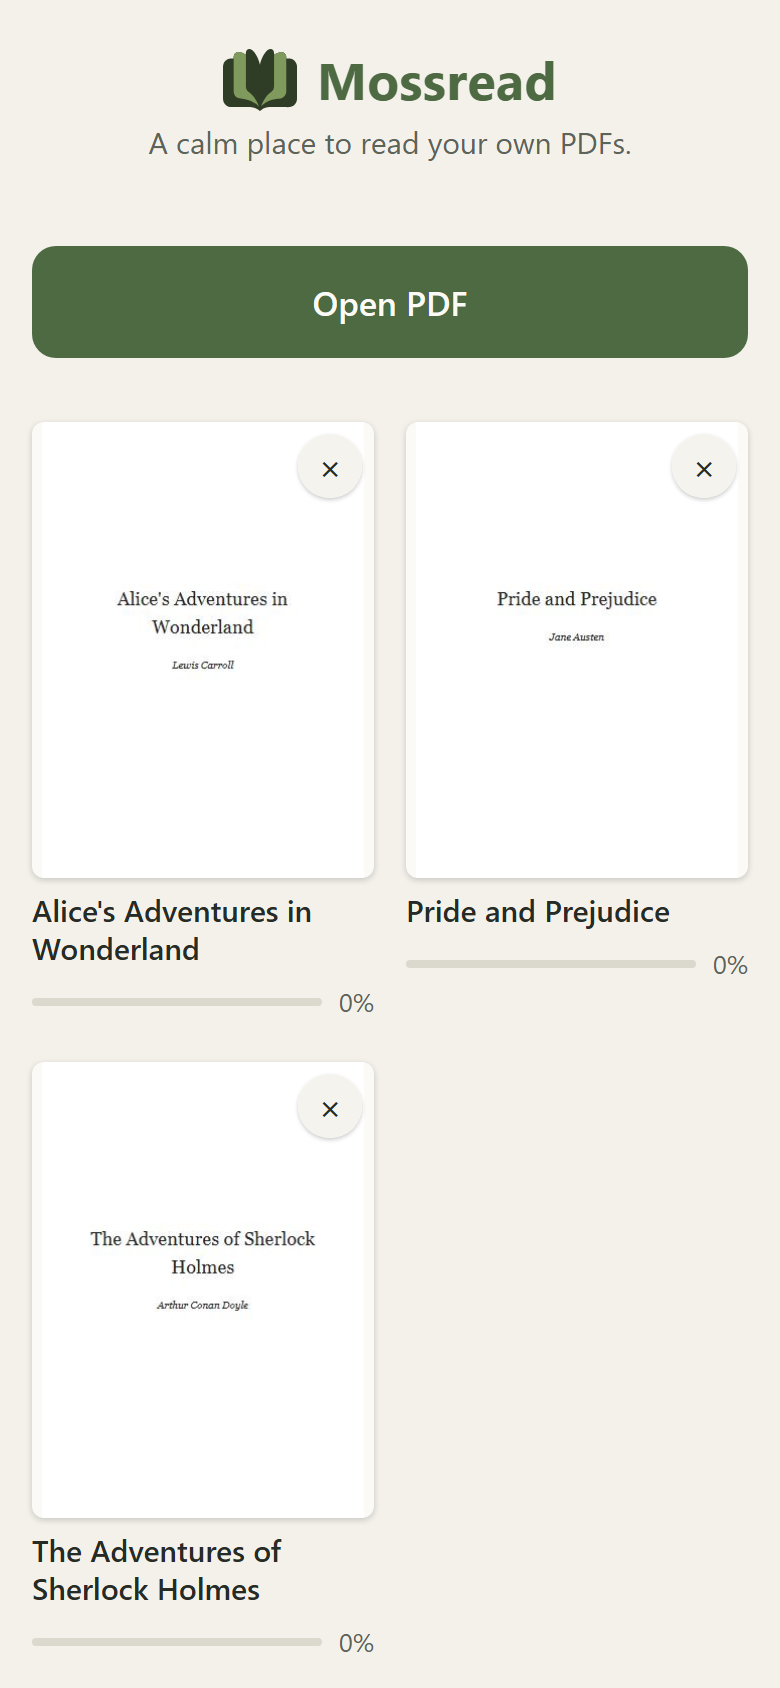 Mossread
A calm place to read your own PDFs.
Open PDF
×
Alice's Adventures in
Wonderland
Lewis Carroll
×
Pride and Prejudice
Jane Austen
Alice's Adventures in
Wonderland
0%
Pride and Prejudice
0%
×
The Adventures of Sherlock
Holmes
Arthur Conan Doyle
The Adventures of
Sherlock Holmes
0%